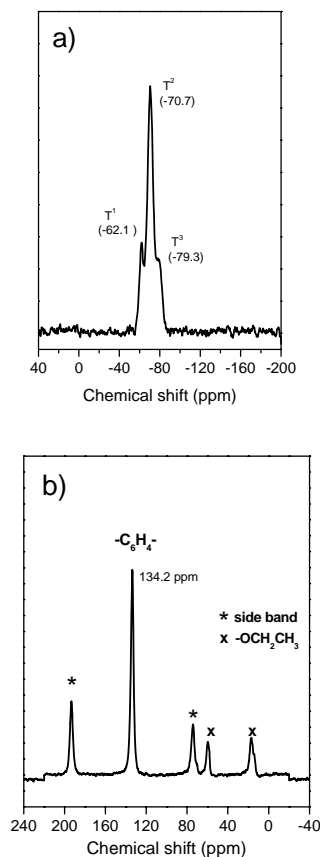 a)
T²
(-70.7)
T¹
(-62.1 )
T³
(-79.3)
40 0 -40 -80 -120 -160 -200
Chemical shift (ppm)
b)
-C₆H₄-
134.2 ppm
* side band
x -OCH₂CH₃
*
*
x
x
240 200 160 120 80 40 0 -40
Chemical shift (ppm)